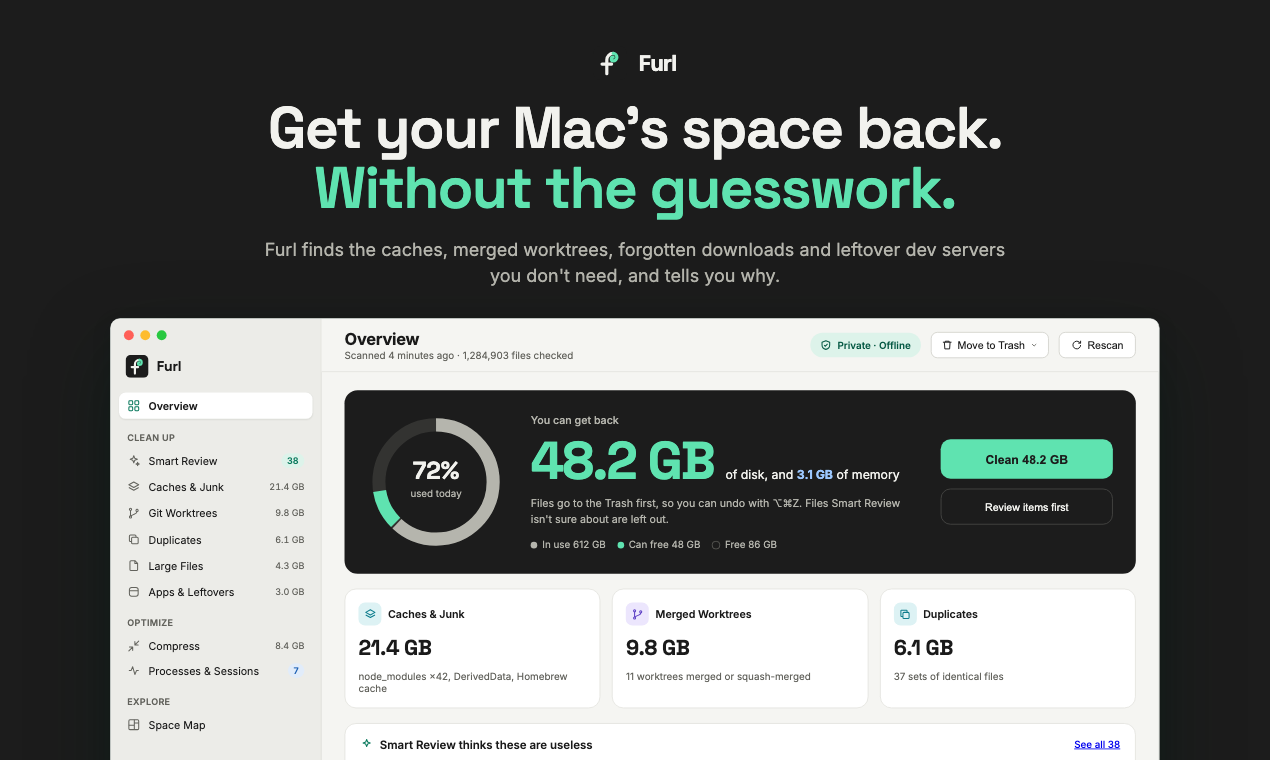 Furl
Get your Mac’s space back.
Without the guesswork.
Furl finds the caches, merged worktrees, forgotten downloads and leftover dev servers
you don't need, and tells you why.
Furl
Overview
CLEAN UP
Smart Review 38
Caches & Junk 21.4 GB
Git Worktrees 9.8 GB
Duplicates 6.1 GB
Large Files 4.3 GB
Apps & Leftovers 3.0 GB
OPTIMIZE
Compress 8.4 GB
Processes & Sessions 7
EXPLORE
Space Map
Overview
Scanned 4 minutes ago · 1,284,903 files checked
Private · Offline
Move to Trash
Rescan
72%
used today
You can get back
48.2 GB of disk, and 3.1 GB of memory
Files go to the Trash first, so you can undo with ⌥⌘Z. Files Smart Review
isn't sure about are left out.
In use 612 GB Can free 48 GB Free 86 GB
Clean 48.2 GB
Review items first
Caches & Junk
21.4 GB
node_modules ×42, DerivedData, Homebrew
cache
Merged Worktrees
9.8 GB
11 worktrees merged or squash-merged
Duplicates
6.1 GB
37 sets of identical files
Smart Review thinks these are useless
See all 38